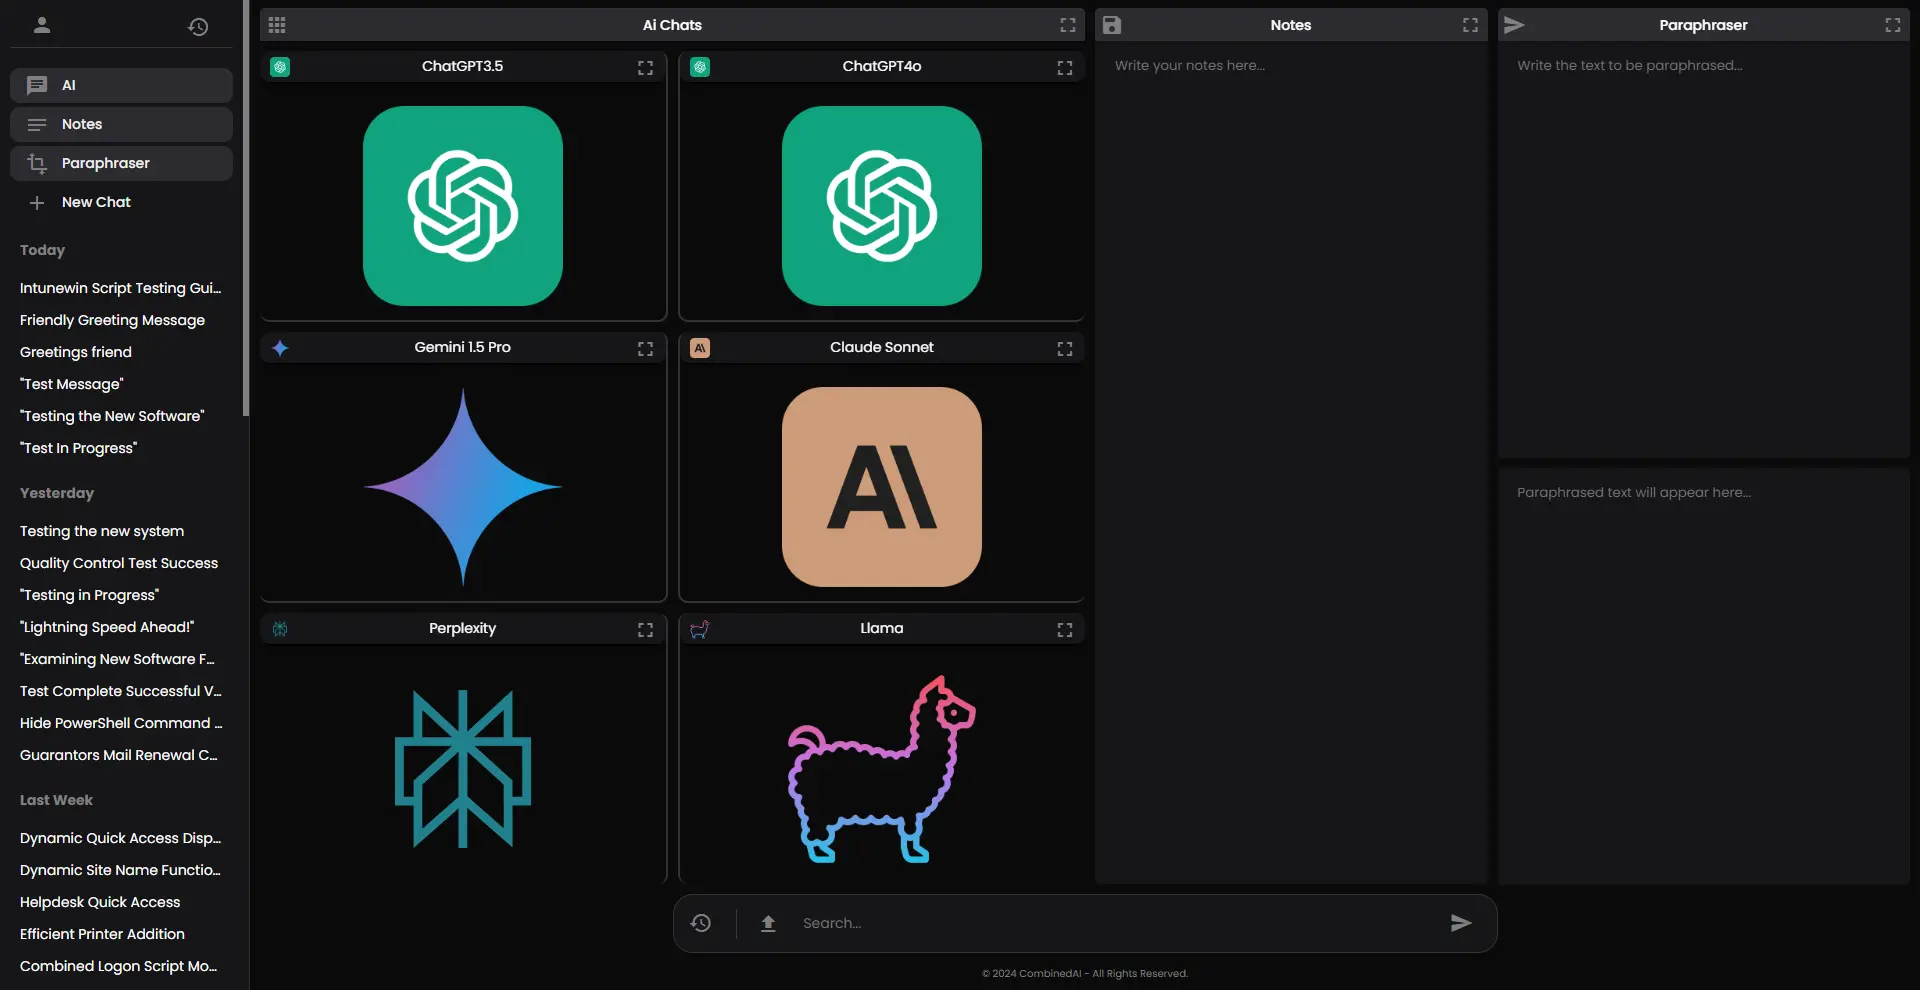 AI
Notes
Paraphraser
New Chat
Today
Intunewin Script Testing Gui...
Friendly Greeting Message
Greetings friend
"Test Message"
"Testing the New Software"
"Test In Progress"
Yesterday
Testing the new system
Quality Control Test Success
"Testing in Progress"
"Lightning Speed Ahead!"
"Examining New Software F...
Test Complete Successful V...
Hide PowerShell Command ...
Guarantors Mail Renewal C...
Last Week
Dynamic Quick Access Disp...
Dynamic Site Name Functio...
Helpdesk Quick Access
Efficient Printer Addition
Combined Logon Script Mo...
Ai Chats
ChatGPT3.5
ChatGPT4o
Gemini 1.5 Pro
Claude Sonnet
AI
A\
Perplexity
Llama
Notes
Write your notes here...
Paraphraser
Write the text to be paraphrased...
Paraphrased text will appear here...
Search...
© 2024 CombinedAI - All Rights Reserved.